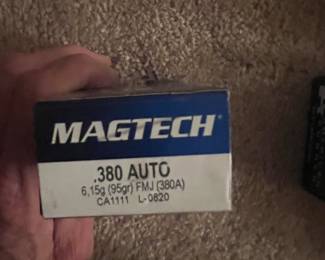 MAGTECH
.380 AUTO
6,15g (95gr) FMJ (380A)
CA1111 L-0820